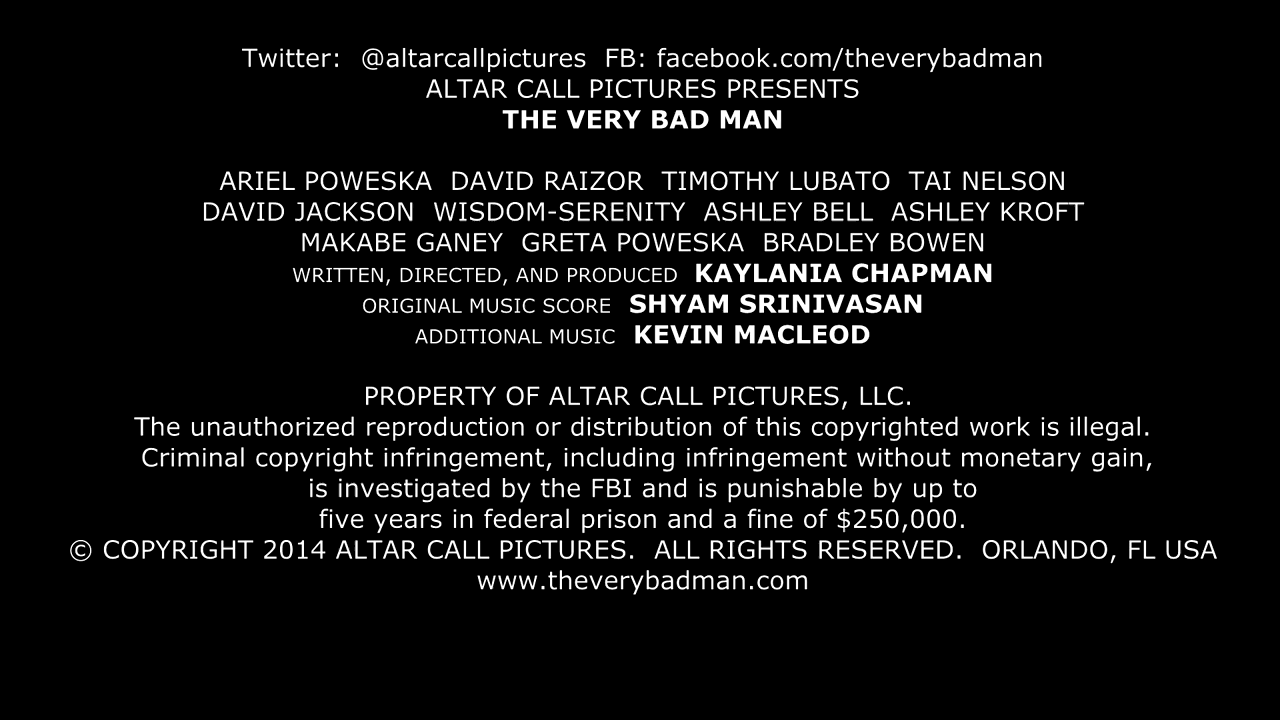 Twitter:  @altarcallpictures  FB: facebook.com/theverybadman
ALTAR CALL PICTURES PRESENTS
THE VERY BAD MAN
ARIEL POWESKA  DAVID RAIZOR  TIMOTHY LUBATO  TAI NELSON
DAVID JACKSON  WISDOM-SERENITY  ASHLEY BELL  ASHLEY KROFT
MAKABE GANEY  GRETA POWESKA  BRADLEY BOWEN
WRITTEN, DIRECTED, AND PRODUCED  KAYLANIA CHAPMAN
ORIGINAL MUSIC SCORE  SHYAM SRINIVASAN
ADDITIONAL MUSIC  KEVIN MACLEOD
PROPERTY OF ALTAR CALL PICTURES, LLC.
The unauthorized reproduction or distribution of this copyrighted work is illegal.
Criminal copyright infringement, including infringement without monetary gain,
is investigated by the FBI and is punishable by up to
five years in federal prison and a fine of $250,000.
© COPYRIGHT 2014 ALTAR CALL PICTURES.  ALL RIGHTS RESERVED.  ORLANDO, FL USA
www.theverybadman.com